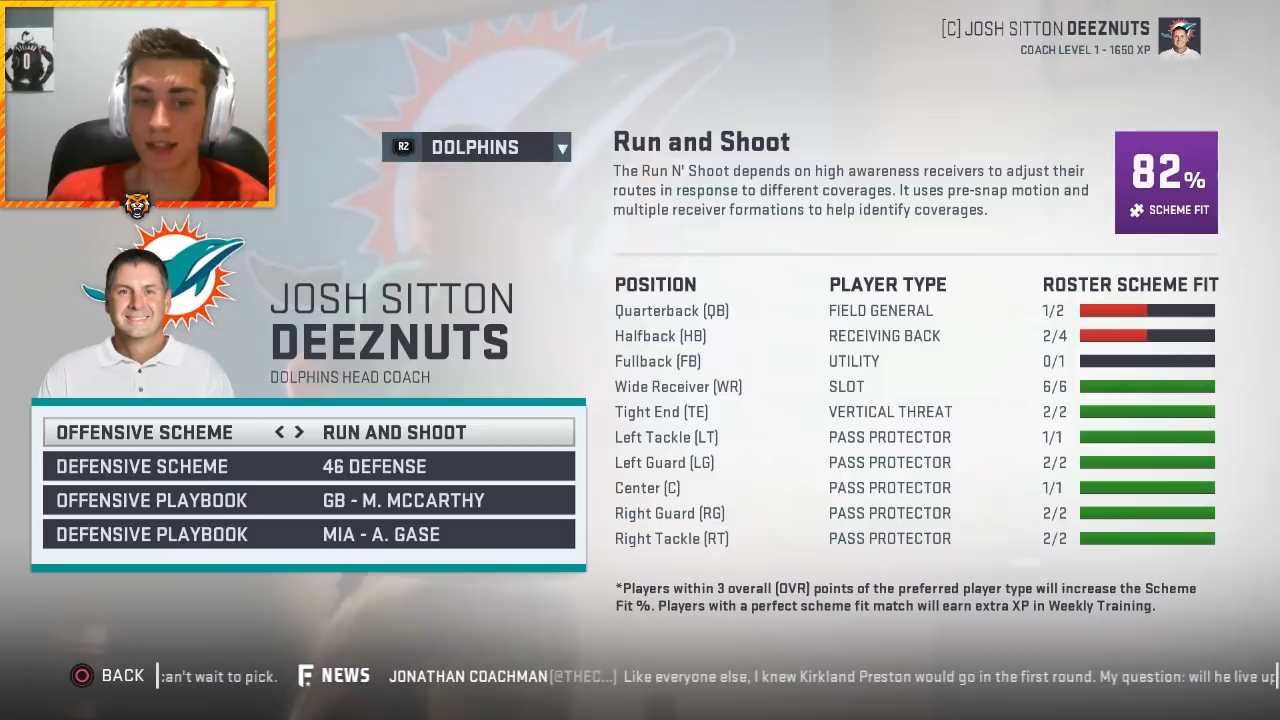 [C] JOSH SITTON DEEZNUTS
COACH LEVEL 1 - 1650 XP
0
R2 DOLPHINS
Run and Shoot
The Run N' Shoot depends on high awareness receivers to adjust their
routes in response to different coverages. It uses pre-snap motion and
multiple receiver formations to help identify coverages.
82%
SCHEME FIT
JOSH SITTON
DEEZNUTS
DOLPHINS HEAD COACH
OFFENSIVE SCHEME < > RUN AND SHOOT
DEFENSIVE SCHEME 46 DEFENSE
OFFENSIVE PLAYBOOK GB - M. MCCARTHY
DEFENSIVE PLAYBOOK MIA - A. GASE
POSITION PLAYER TYPE ROSTER SCHEME FIT
Quarterback (QB) FIELD GENERAL 1/2
Halfback (HB) RECEIVING BACK 2/4
Fullback (FB) UTILITY 0/1
Wide Receiver (WR) SLOT 6/6
Tight End (TE) VERTICAL THREAT 2/2
Left Tackle (LT) PASS PROTECTOR 1/1
Left Guard (LG) PASS PROTECTOR 2/2
Center (C) PASS PROTECTOR 1/1
Right Guard (RG) PASS PROTECTOR 2/2
Right Tackle (RT) PASS PROTECTOR 2/2
*Players within 3 overall (OVR) points of the preferred player type will increase the Scheme
Fit %. Players with a perfect scheme fit match will earn extra XP in Weekly Training.
BACK :an't wait to pick. F NEWS JONATHAN COACHMAN [@THEC...] Like everyone else, I knew Kirkland Preston would go in the first round. My question: will he live up